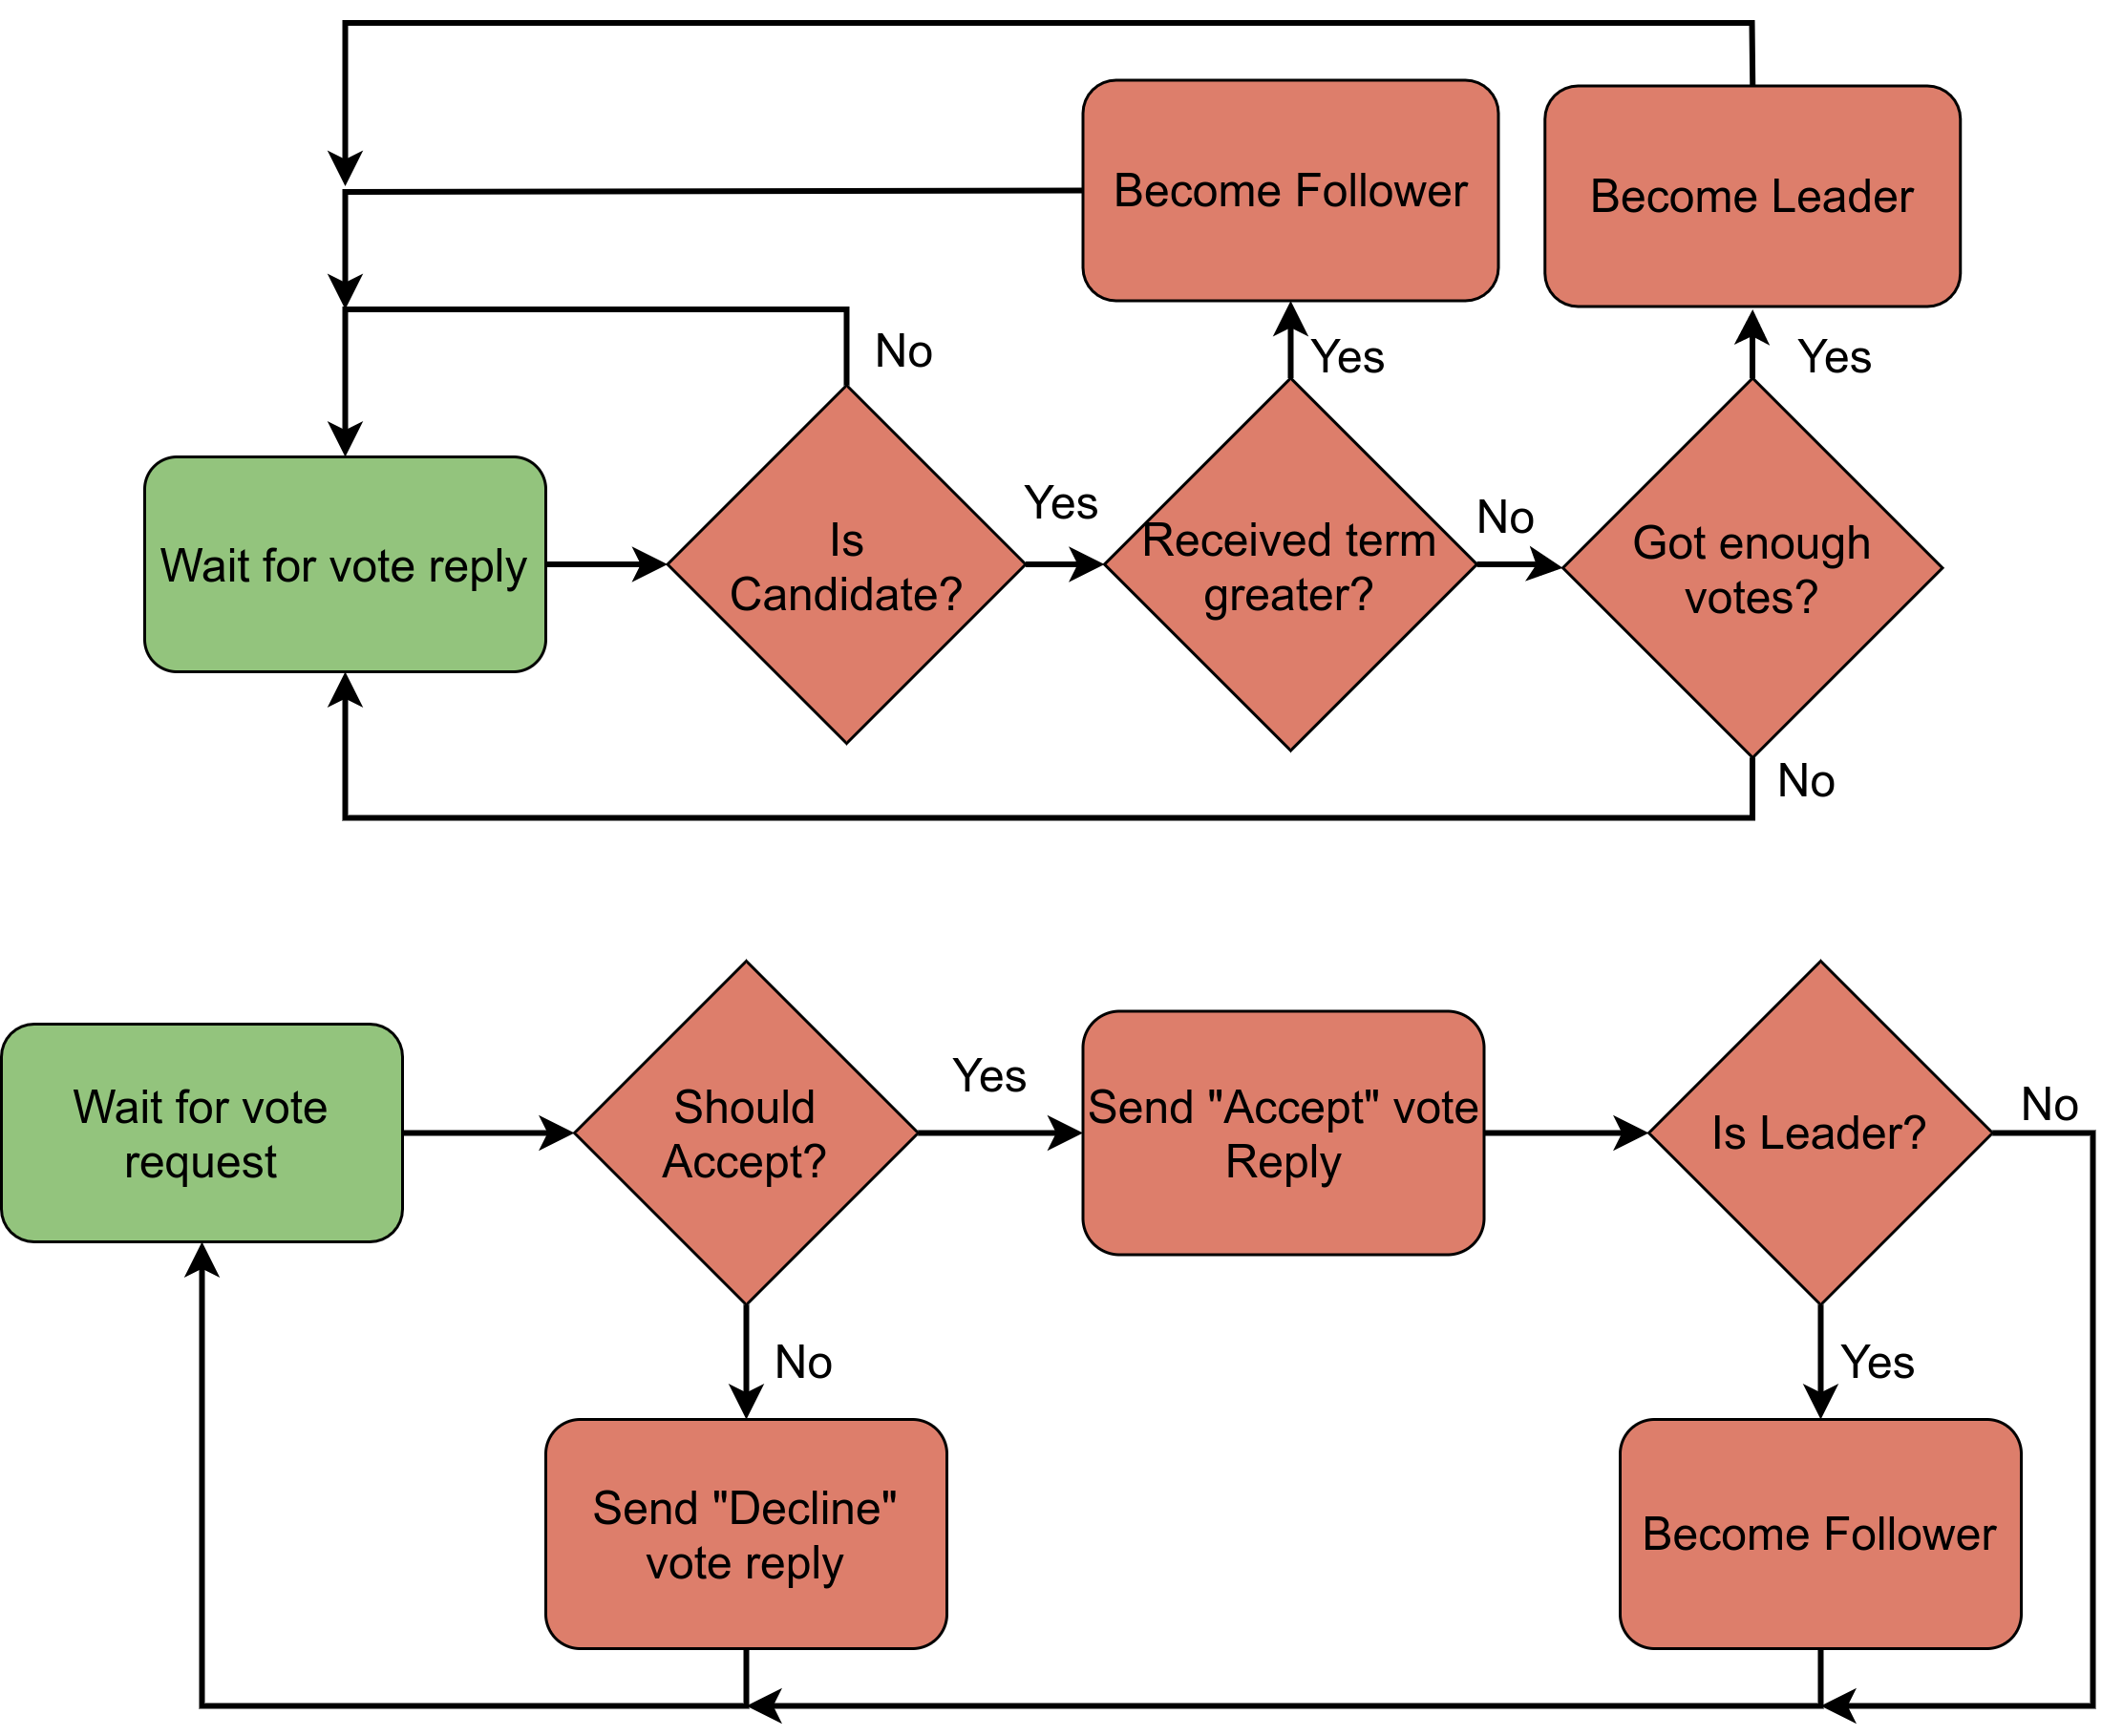 Become Follower
Become Leader
No
Yes
Yes
Wait for vote reply
Is
Candidate?
Yes
Received term
greater?
No
Got enough
votes?
No
Wait for vote
request
Should
Accept?
Yes
Send "Accept" vote
Reply
Is Leader?
No
No
Yes
Send "Decline"
vote reply
Become Follower